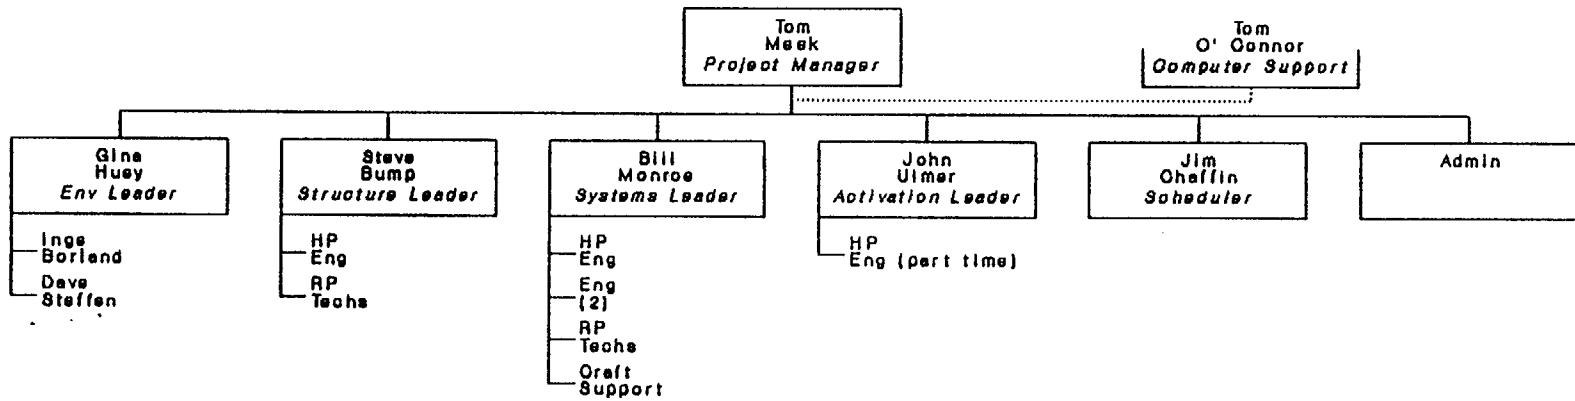 Tom
Meek
Project Manager
Tom
O' Connor
Computer Support
Gina
Huey
Env Leader
Steve
Bump
Structure Leader
Bill
Monroe
Systems Leader
John
Ulmer
Activation Leader
Jim
Chaffin
Scheduler
Admin
Inge
Borland
Dave
Steffen
HP
Eng
RP
Techs
HP
Eng
Eng
(2)
RP
Techs
Draft
Support
HP
Eng (part time)